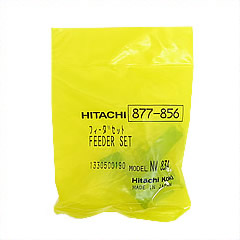 HITACHI 877-856
フィーダセット
FEEDER SET
1330500190 MODEL NV 83A
Hitachi Koki
MADE IN JAPAN